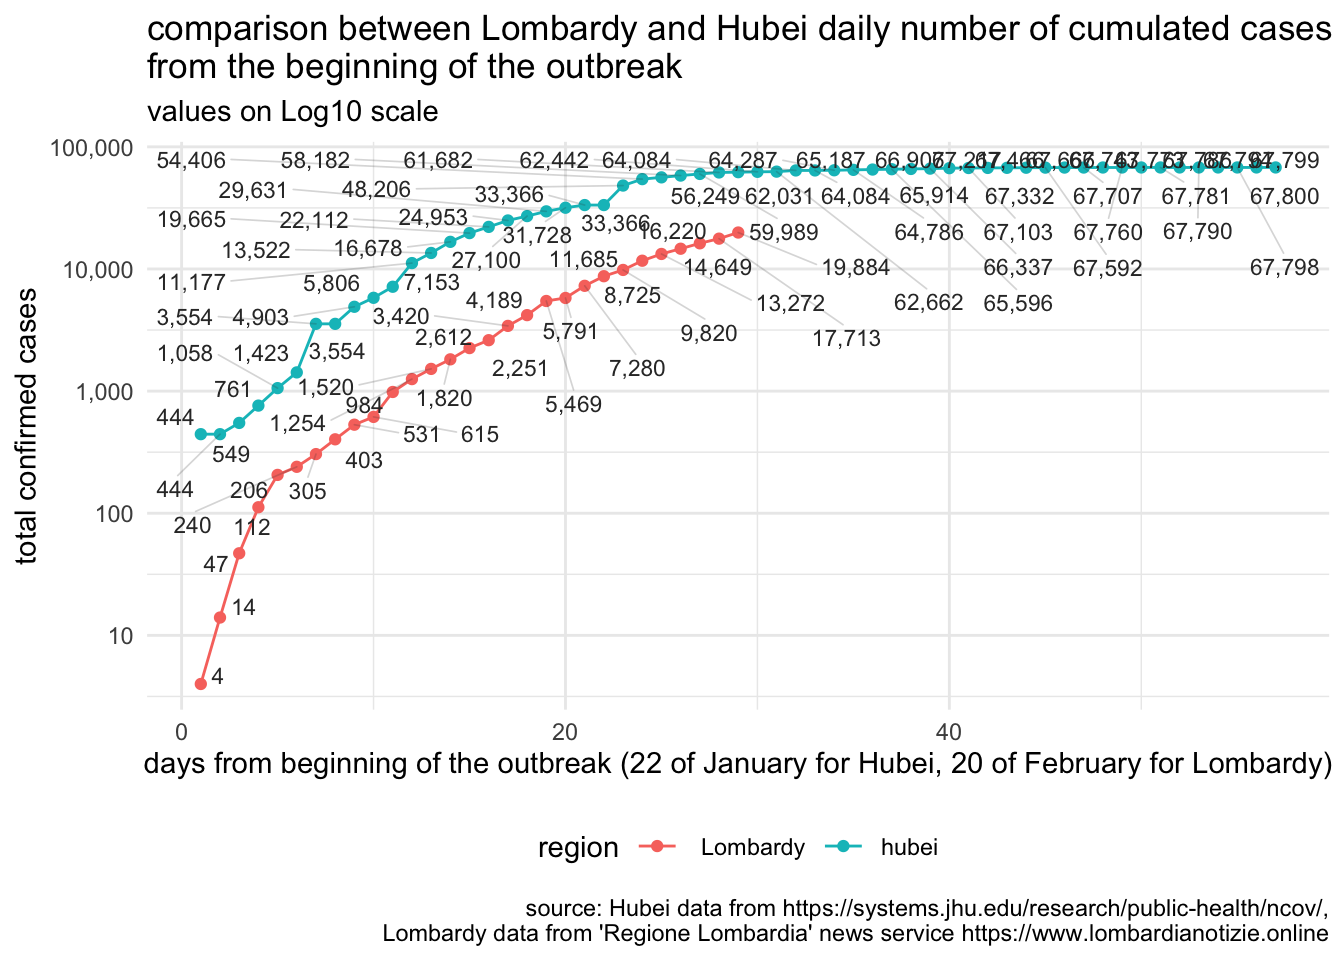 comparison between Lombardy and Hubei daily number of cumulated cases
from the beginning of the outbreak
values on Log10 scale
total confirmed cases
100,000
10,000
1,000
100
10
54,406 58,182 61,682 62,442 64,084 64,287 65,187
29,631 48,206 33,366 56,249 62,031 64,084 65,914 67,332 67,707 67,781 67,800
19,665 22,112 24,953 33,366 16,220 59,989 64,786 67,103 67,760 67,790
13,522 16,678 31,728
11,177 5,806 7,153 27,100 11,685 14,649 19,884 66,337 67,592 67,798
3,554 4,903 3,420 4,189 8,725 13,272 62,662 65,596
1,058 1,423 3,554 2,612 5,791 9,820 17,713
761 1,520 2,251 7,280
444 1,254 984 1,820 5,469
549 403 531 615
444 206 305
240 112
47
14
4
0 20 40
days from beginning of the outbreak (22 of January for Hubei, 20 of February for Lombardy)
region Lombardy hubei
source: Hubei data from https://systems.jhu.edu/research/public-health/ncov/,
Lombardy data from 'Regione Lombardia' news service https://www.lombardianotizie.online